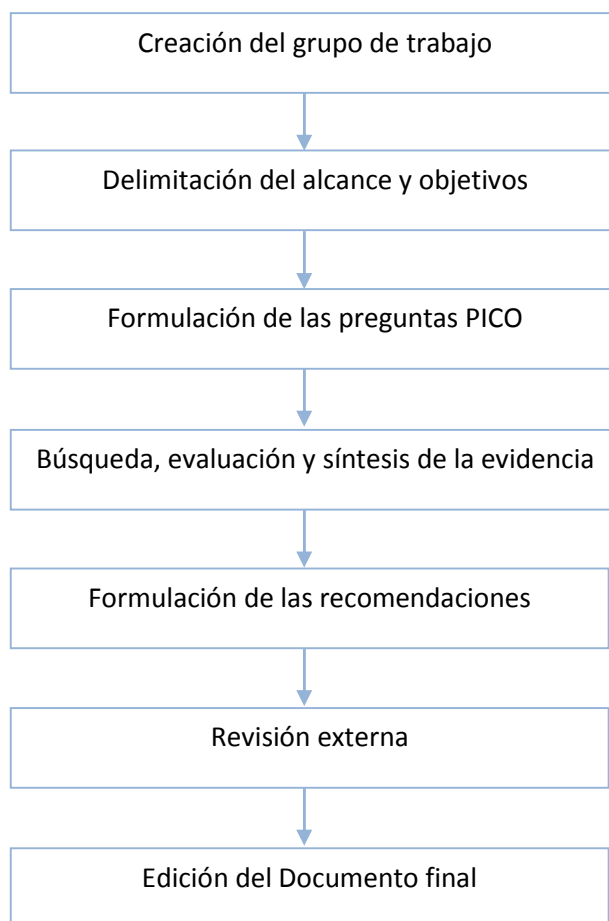 Creación del grupo de trabajo
Delimitación del alcance y objetivos
Formulación de las preguntas PICO
Búsqueda, evaluación y síntesis de la evidencia
Formulación de las recomendaciones
Revisión externa
Edición del Documento final